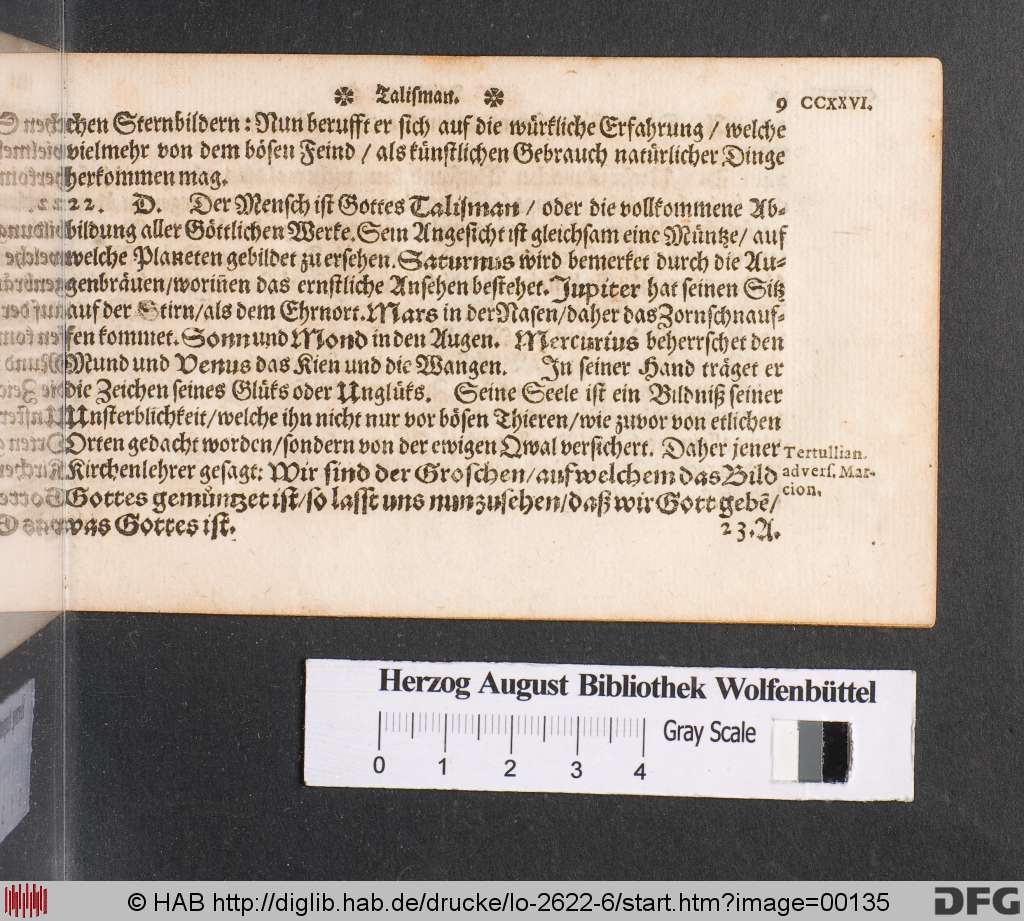 ✼ Talisman. ✼ 9 CCXXVI.
chen Sternbildern: Nun berufft er sich auf die würkliche Erfahrung / welche
vielmehr von dem bösen Feind / als künstlichen Gebrauch natürlicher Dinge
herkommen mag.
22. D. Der Mensch ist Gottes Talisman / oder die vollkommene Ab-
bildung aller Göttlichen Werke. Sein Angesicht ist gleichsam eine Müntze / auf
welche Planeten gebildet zu ersehen. Saturnus wird bemerket durch die Au-
genbräuen / woriñen das ernstliche Ansehen bestehet. Jupiter hat seinen Sitz
auf der Stirn / als dem Ehrnort. Mars in der Nasen / daher das Zornschnauf-
fen kommet. Sonn und Mond in den Augen. Mercurius beherrschet den
Mund und Venus das Kien und die Wangen. In seiner Hand träget er
die Zeichen seines Glüks oder Unglüks. Seine Seele ist ein Bildniß seiner
Unsterblichkeit / welche ihn nicht nur vor bösen Thieren / wie zuvor von etlichen
Orten gedacht worden / sondern von der ewigen Qwal versichert. Daher jener
Kirchenlehrer gesagt: Wir sind der Groschen / auf welchem das Bild
Gottes gemüntzet ist / so lasst uns nun zusehen / daß wir Gott gebẽ /
was Gottes ist.
23. A.
Tertullian.
advers. Mar-
cion.
Herzog August Bibliothek Wolfenbüttel
0 1 2 3 4
Gray Scale
© HAB http://diglib.hab.de/drucke/lo-2622-6/start.htm?image=00135
DFG